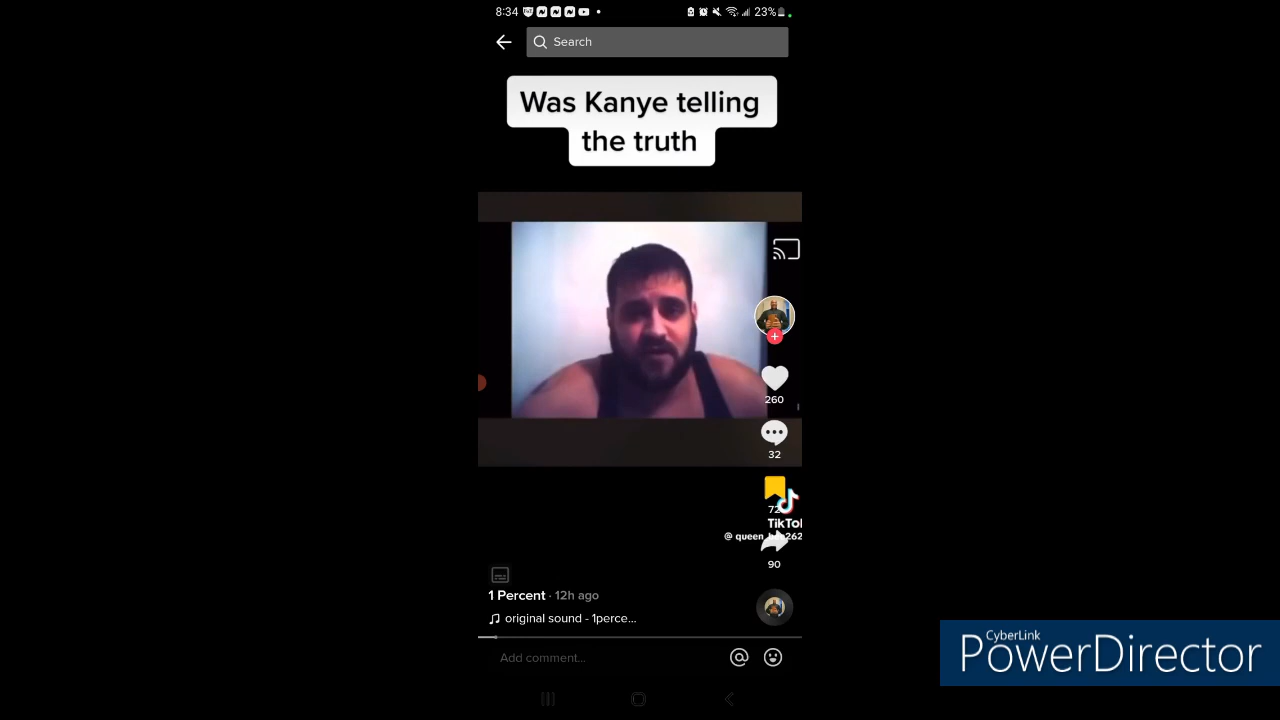 8:34
23%
Search
Was Kanye telling
the truth
260
32
TikTo
90
1 Percent · 12h ago
original sound - 1perce...
Add comment...
CyberLink
PowerDirector